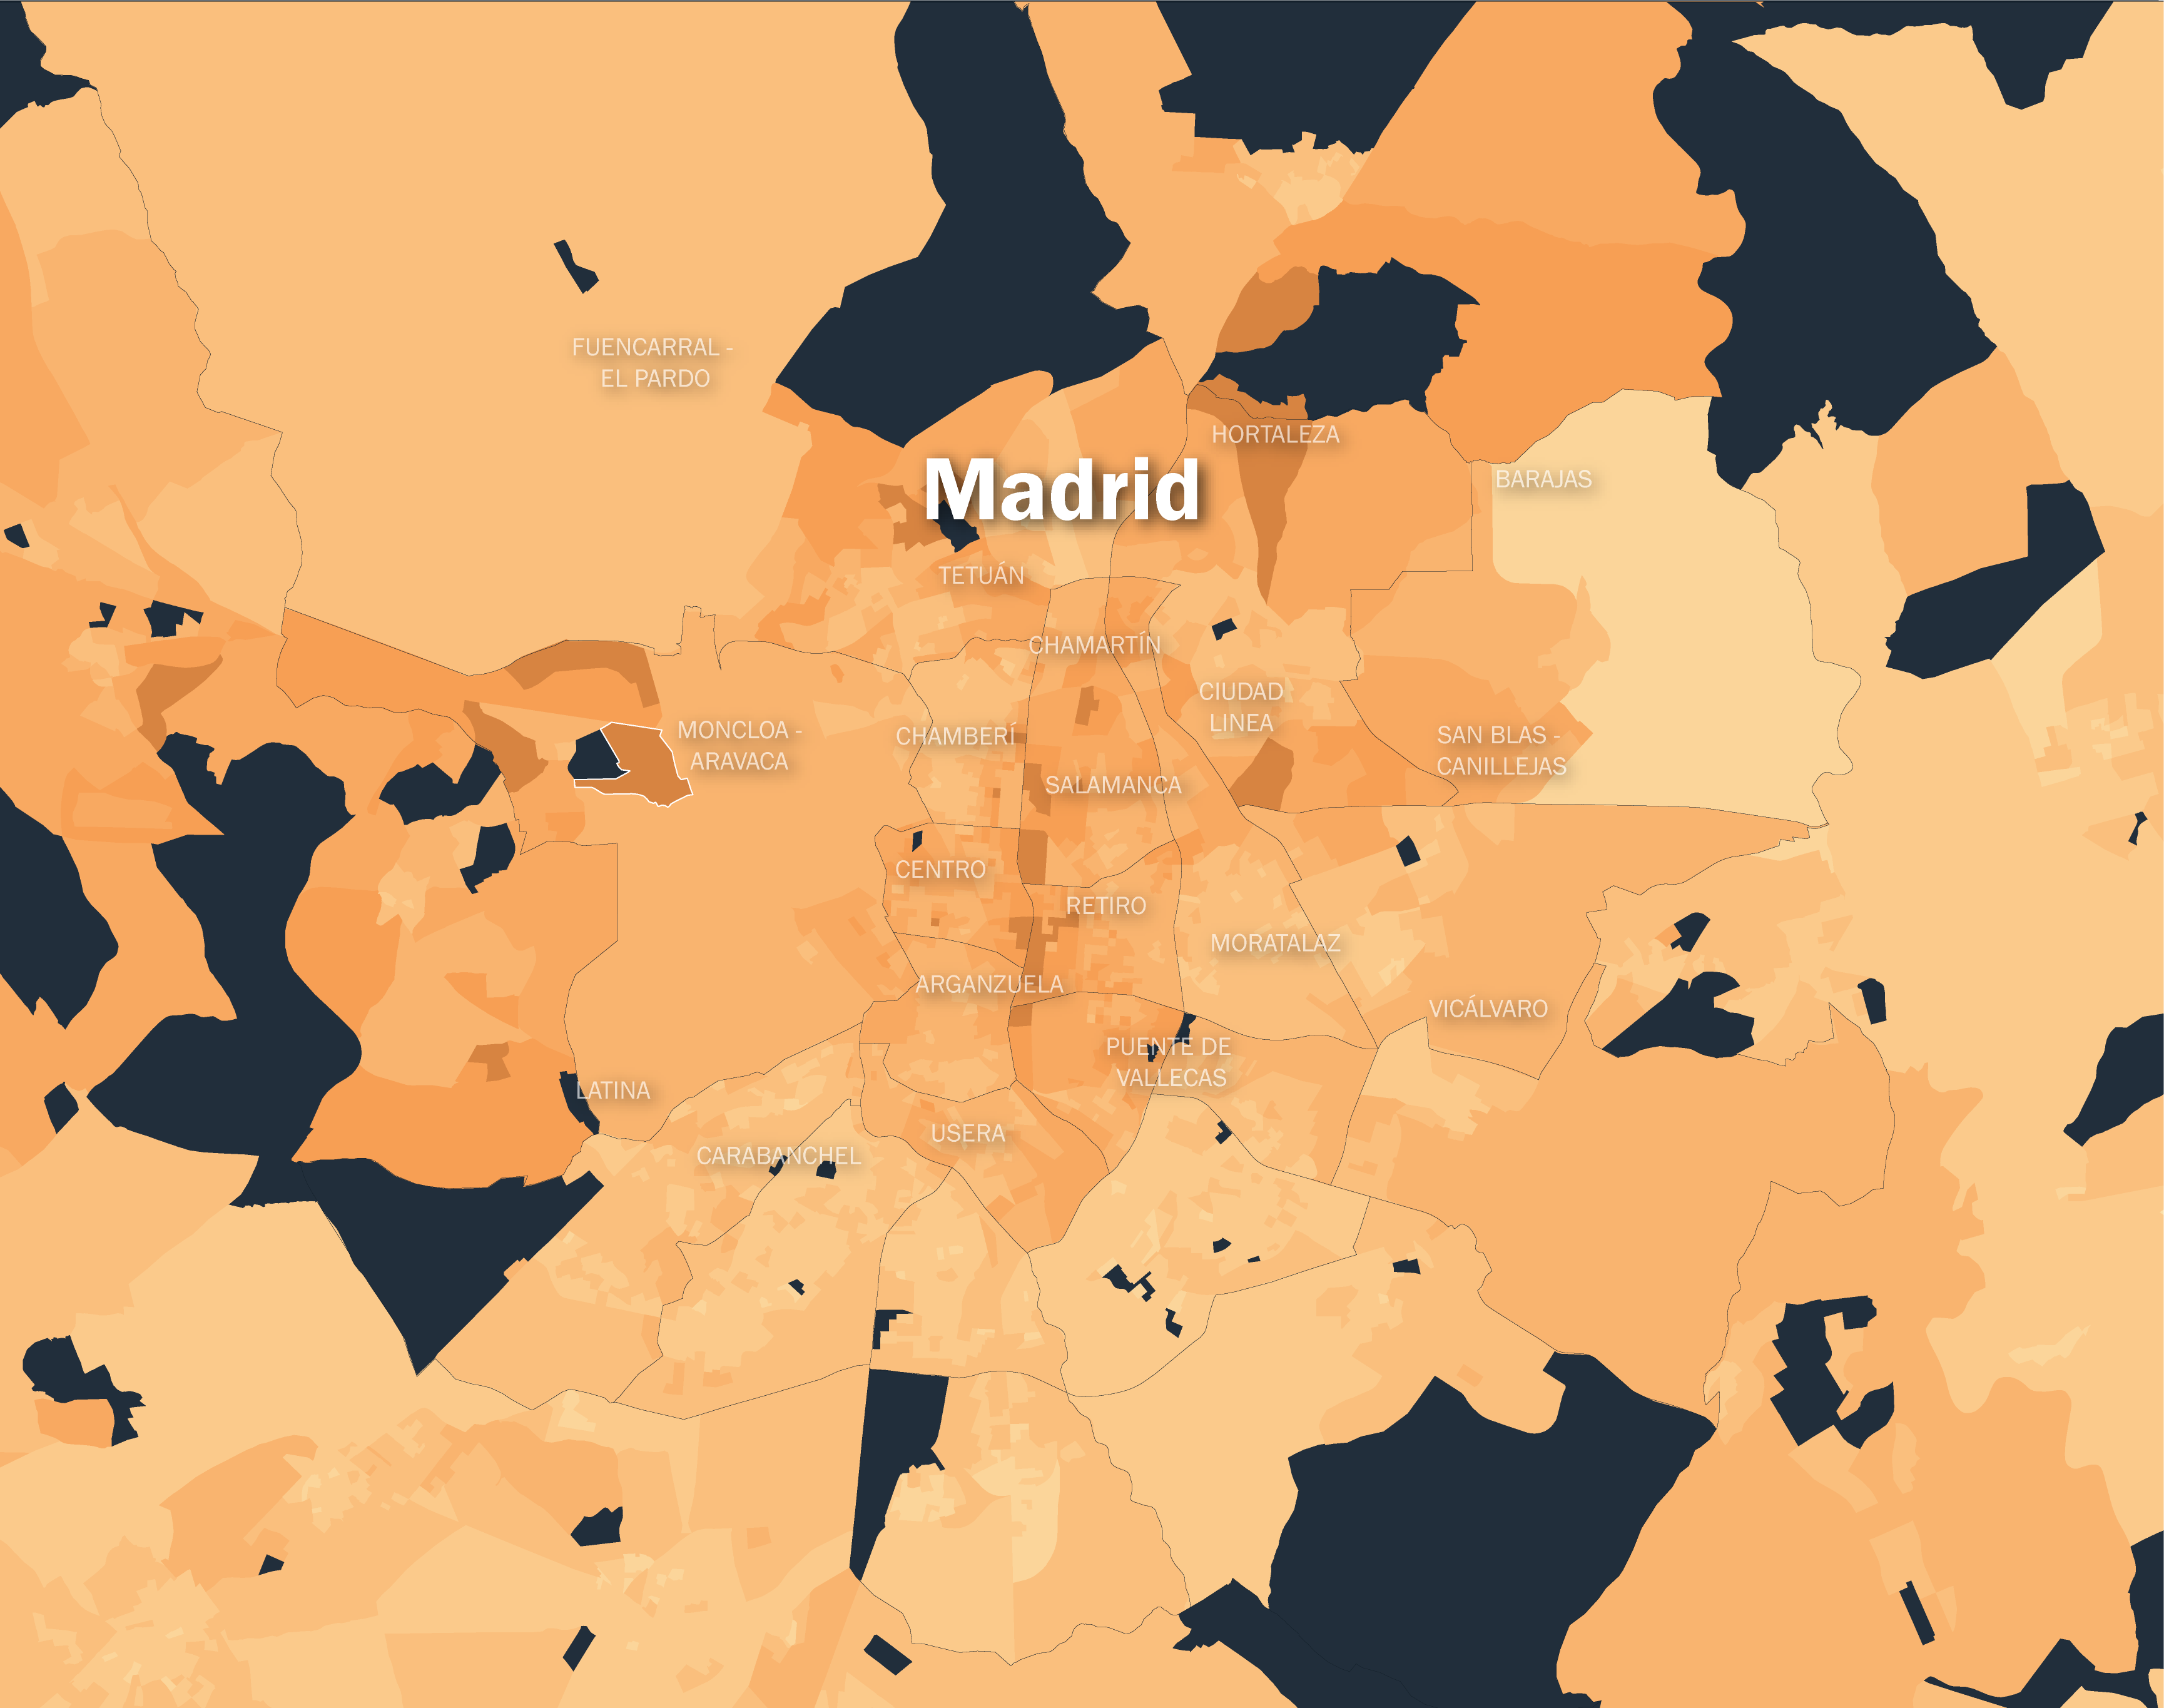 FUENCARRAL -
EL PARDO
HORTALEZA
Madrid
BARAJAS
TETUÁN
CHAMARTÍN
CIUDAD
LINEA
MONCLOA -
ARAVACA
CHAMBERÍ
SAN BLAS -
CANILLEJAS
SALAMANCA
CENTRO
RETIRO
MORATALAZ
ARGANZUELA
VICÁLVARO
PUENTE DE
VALLECAS
LATINA
USERA
CARABANCHEL